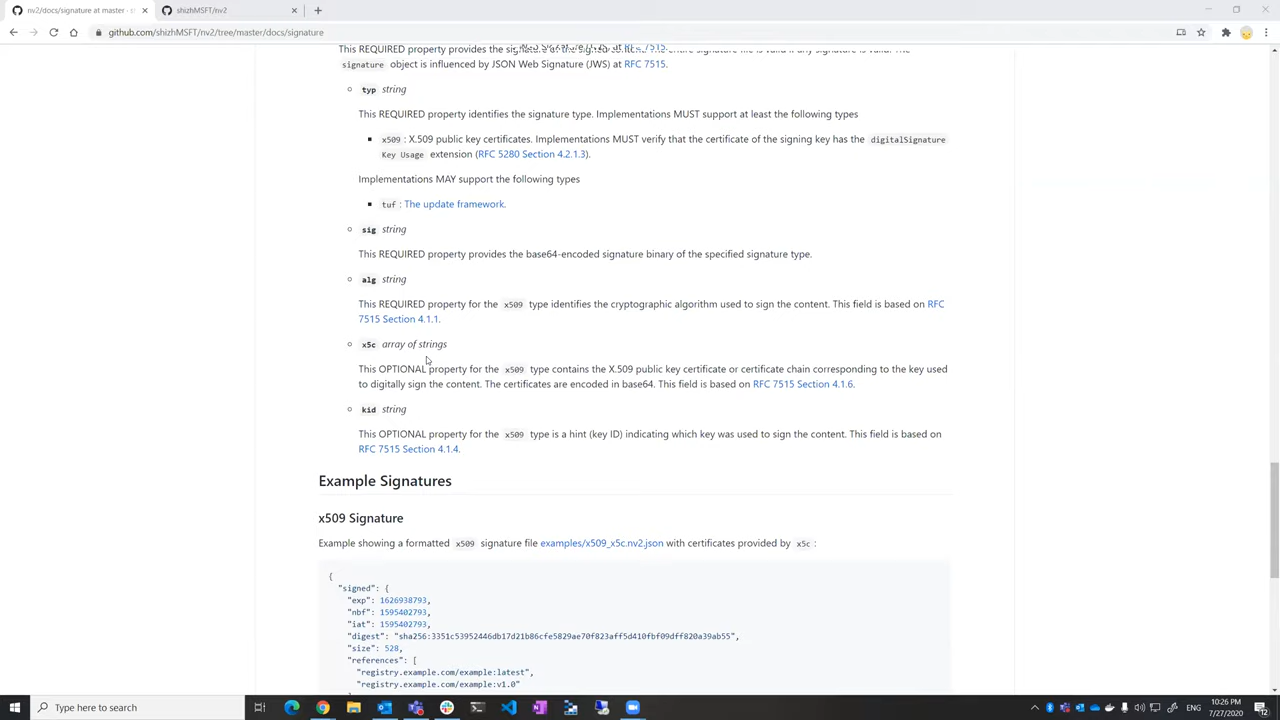 nv2/docs/signature at master · s
shizhMSFT/nv2
github.com/shizhMSFT/nv2/tree/master/docs/signature
This REQUIRED property provides the
signature object is influenced by JSON Web Signature (JWS) at RFC 7515.
typ string
This REQUIRED property identifies the signature type. Implementations MUST support at least the following types
x509 : X.509 public key certificates. Implementations MUST verify that the certificate of the signing key has the digitalSignature
Key Usage extension (RFC 5280 Section 4.2.1.3).
Implementations MAY support the following types
tuf : The update framework.
sig string
This REQUIRED property provides the base64-encoded signature binary of the specified signature type.
alg string
This REQUIRED property for the x509 type identifies the cryptographic algorithm used to sign the content. This field is based on RFC
7515 Section 4.1.1.
x5c array of strings
This OPTIONAL property for the x509 type contains the X.509 public key certificate or certificate chain corresponding to the key used
to digitally sign the content. The certificates are encoded in base64. This field is based on RFC 7515 Section 4.1.6.
kid string
This OPTIONAL property for the x509 type is a hint (key ID) indicating which key was used to sign the content. This field is based on
RFC 7515 Section 4.1.4.
Example Signatures
x509 Signature
Example showing a formatted x509 signature file examples/x509_x5c.nv2.json with certificates provided by x5c :
{
"signed": {
"exp": 1626938793,
"nbf": 1595402793,
"iat": 1595402793,
"digest": "sha256:3351c53952446db17d21b86cfe5829ae70f823aff5d410fbf09dff820a39ab55",
"size": 528,
"references": [
"registry.example.com/example:latest",
"registry.example.com/example:v1.0"
Type here to search
ENG
10:26 PM
7/27/2020
12